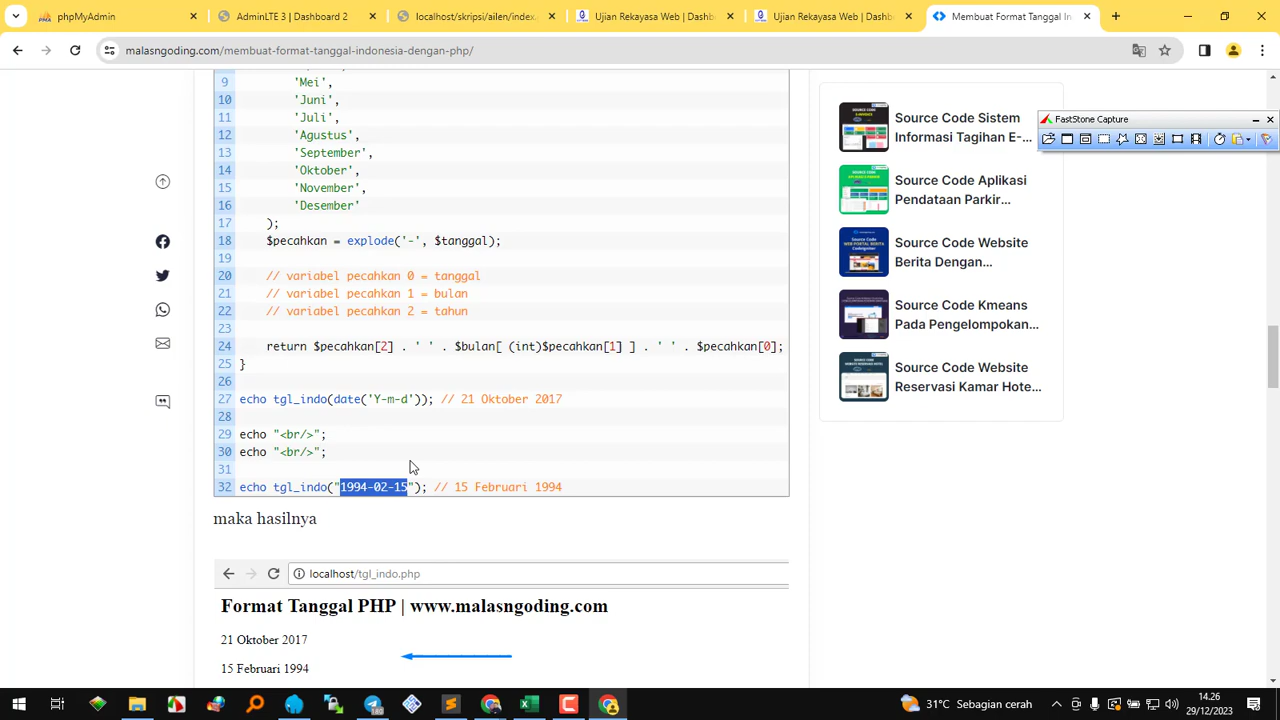 phpMyAdmin
AdminLTE 3 | Dashboard 2
localhost/skripsi/ailen/index.
Ujian Rekayasa Web | Dashb
Ujian Rekayasa Web | Dashb
Membuat Format Tanggal In
malasngoding.com/membuat-format-tanggal-indonesia-dengan-php/
9 'Mei',
10 'Juni',
11 'Juli',
12 'Agustus',
13 'September',
14 'Oktober',
15 'November',
16 'Desember'
17 );
18 $pecahkan = explode('-', $tanggal);
19
20 // variabel pecahkan 0 = tanggal
21 // variabel pecahkan 1 = bulan
22 // variabel pecahkan 2 = tahun
23
24 return $pecahkan[2] . ' ' . $bulan[ (int)$pecahkan[1] ] . ' ' . $pecahkan[0];
25 }
26
27 echo tgl_indo(date('Y-m-d')); // 21 Oktober 2017
28
29 echo "<br/>";
30 echo "<br/>";
31
32 echo tgl_indo("1994-02-15"); // 15 Februari 1994
maka hasilnya
localhost/tgl_indo.php
Format Tanggal PHP | www.malasngoding.com
21 Oktober 2017
15 Februari 1994
Source Code Sistem
Informasi Tagihan E-...
Source Code Aplikasi
Pendataan Parkir...
Source Code Website
Berita Dengan...
Source Code Kmeans
Pada Pengelompokan...
Source Code Website
Reservasi Kamar Hote...
FastStone Capture
31°C Sebagian cerah
14.26
29/12/2023